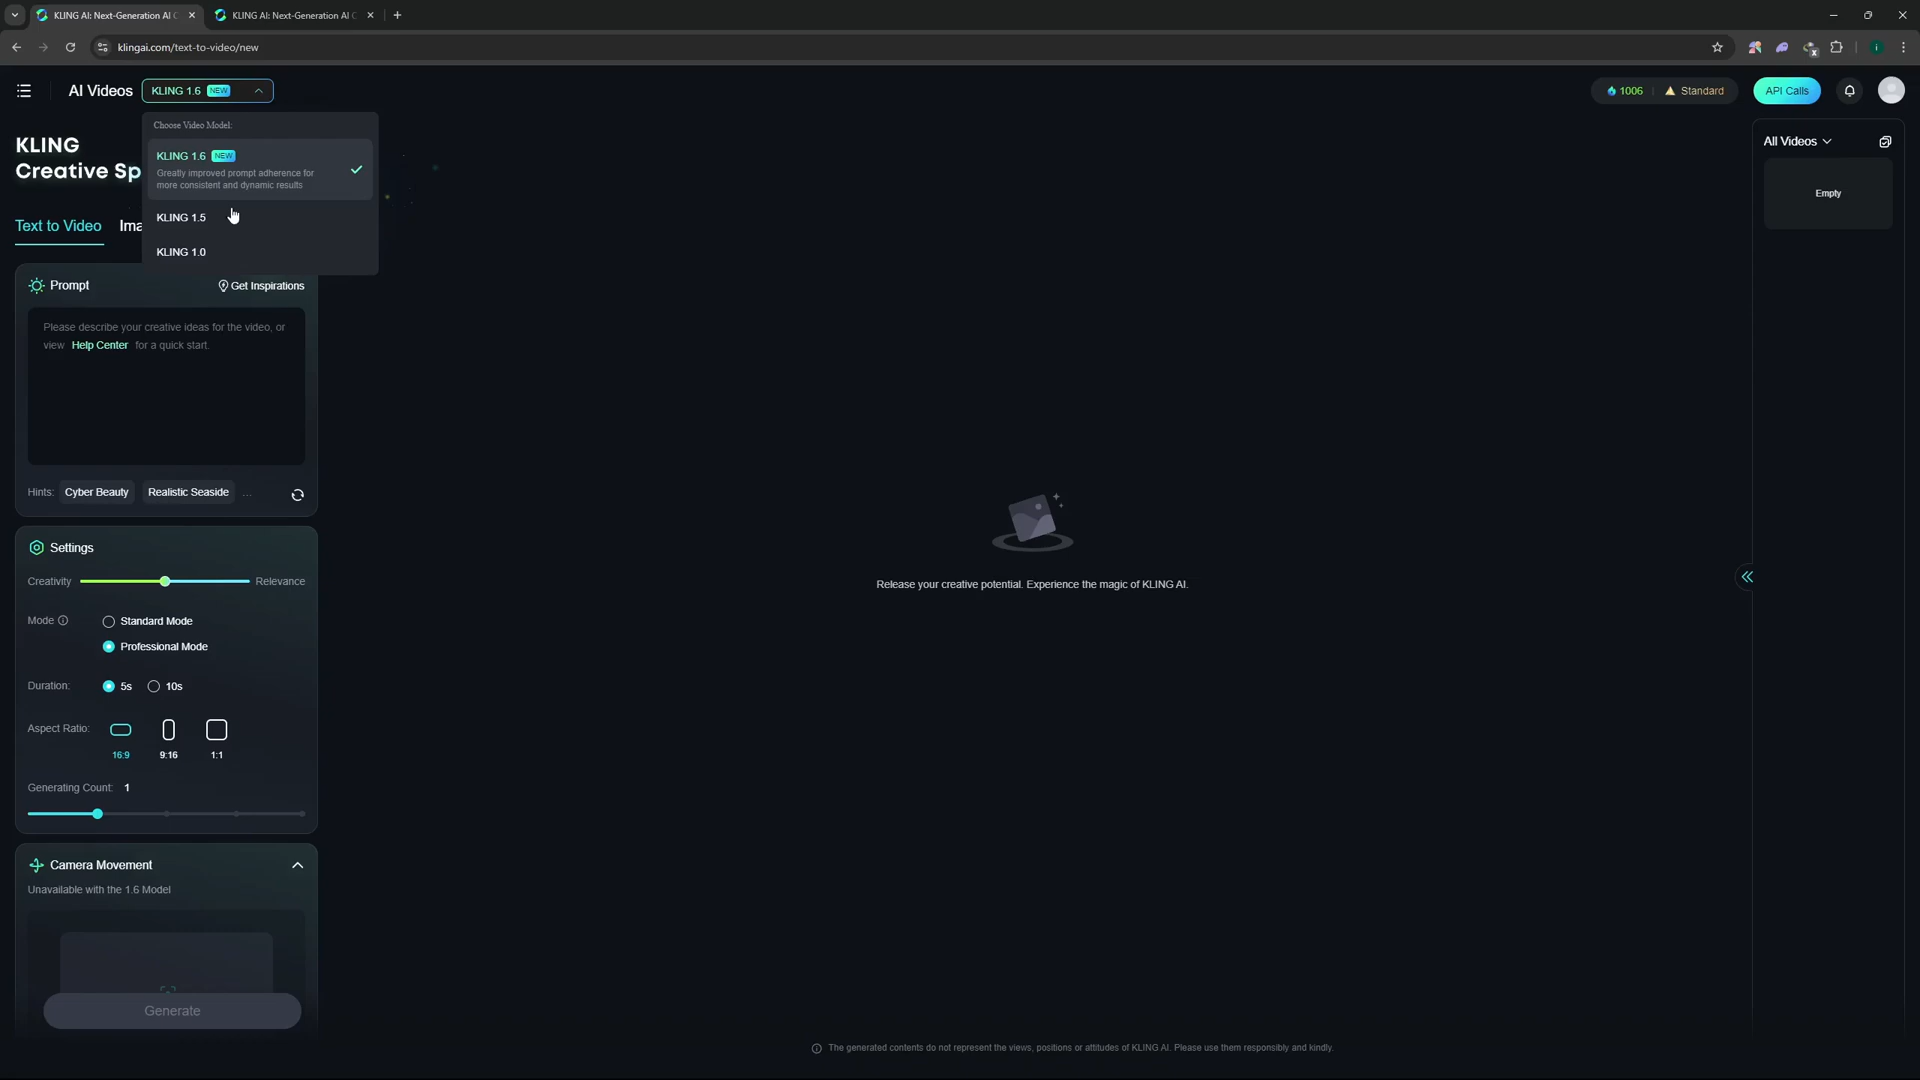 KLING AI: Next-Generation AI C
KLING AI: Next-Generation AI C
klingai.com/text-to-video/new
i
AI Videos
KLING 1.6 NEW
1006
Standard
API Calls
Choose Video Model:
KLING 1.6 NEW
Greatly improved prompt adherence for
more consistent and dynamic results
KLING 1.5
KLING 1.0
KLING
Creative Sp
Text to Video
Ima
All Videos
Empty
Prompt
Get Inspirations
Please describe your creative ideas for the video, or
view Help Center for a quick start.
Hints: Cyber Beauty Realistic Seaside ...
Settings
Creativity
Relevance
Mode
Standard Mode
Professional Mode
Duration: 5s 10s
Aspect Ratio:
16:9 9:16 1:1
Generating Count: 1
Camera Movement
Unavailable with the 1.6 Model
Generate
Release your creative potential. Experience the magic of KLING AI.
The generated contents do not represent the views, positions or attitudes of KLING AI. Please use them responsibly and kindly.